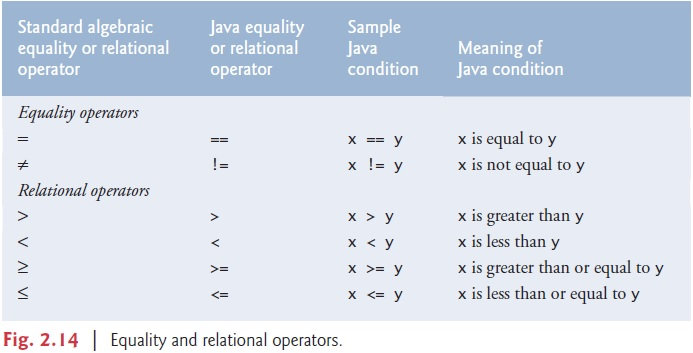 Standard algebraic equality or relational operator | Java equality or relational operator | Sample Java condition | Meaning of Java condition
Equality operators
= == x == y x is equal to y
≠ != x != y x is not equal to y
Relational operators
> > x > y x is greater than y
< < x < y x is less than y
≥ >= x >= y x is greater than or equal to y
≤ <= x <= y x is less than or equal to y
Fig. 2.14 | Equality and relational operators.